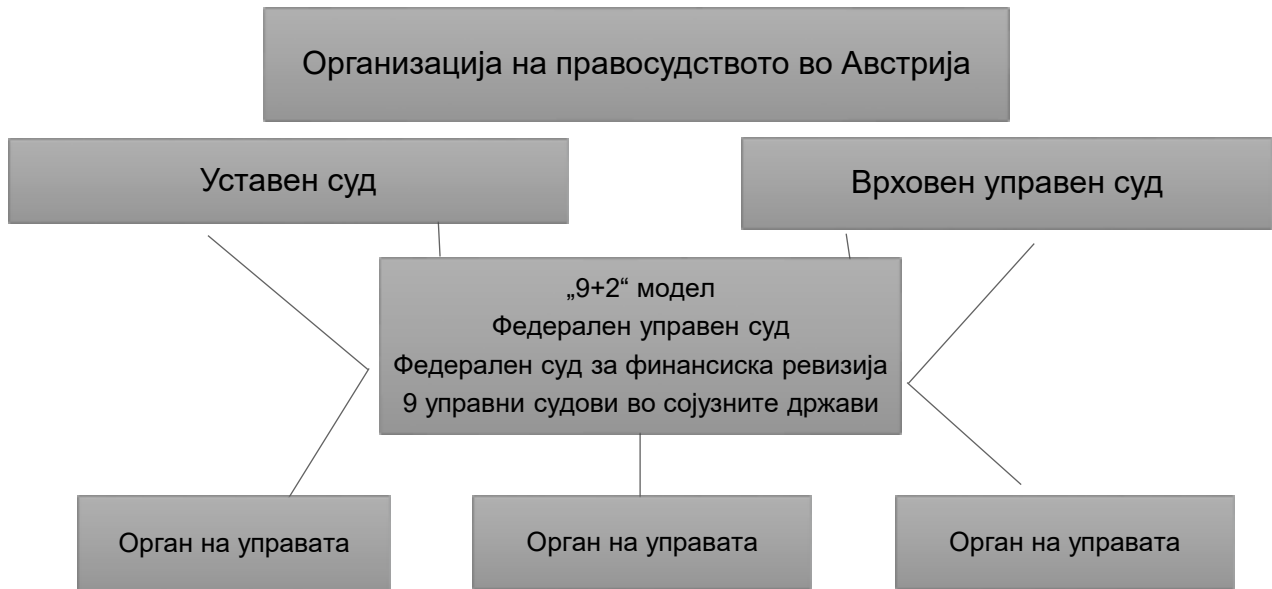 Организација на правосудството во Австрија
Уставен суд
Врховен управен суд
„9+2“ модел
Федерален управен суд
Федерален суд за финансиска ревизија
9 управни судови во сојузните држави
Орган на управата
Орган на управата
Орган на управата